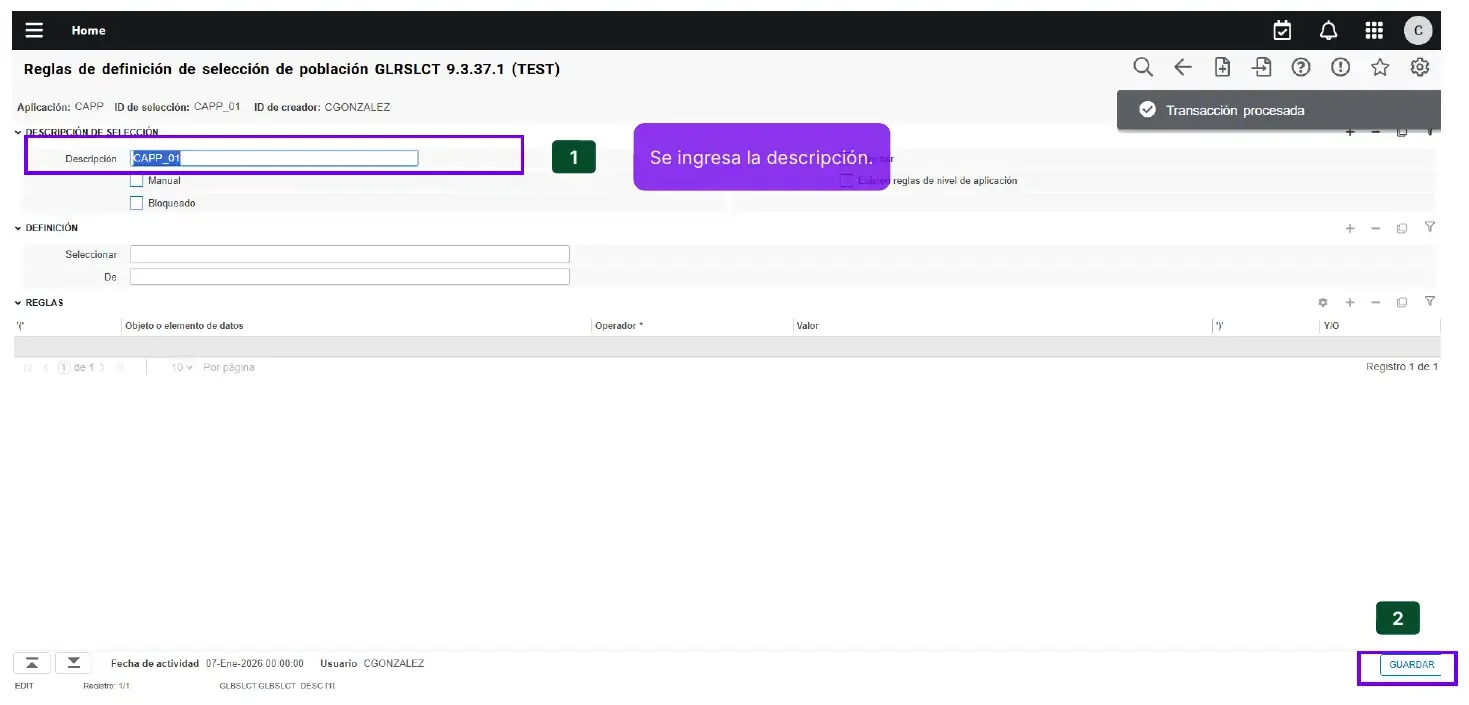 Home
C
Reglas de definición de selección de población GLRSLCT 9.3.37.1 (TEST)
Aplicación: CAPP ID de selección: CAPP_01 ID de creador: CGONZALEZ
Transacción procesada
DESCRIPCIÓN DE SELECCIÓN
Descripción CAPP_01
1
Se ingresa la descripción.
Manual
reglas de nivel de aplicación
Bloqueado
DEFINICIÓN
Seleccionar
De
REGLAS
'(' Objeto o elemento de datos Operador * Valor ')' Y/O
1 de 1 10 Por página Registro 1 de 1
2
Fecha de actividad 07-Ene-2026 00:00:00 Usuario CGONZALEZ
GUARDAR
EDIT Registro: 1/1 GLBSLCT.GLBSLCT_DESC [1]